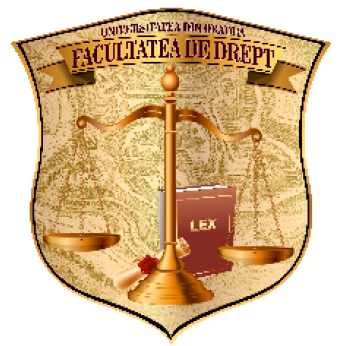 UNIVERSITATEA DIN ORADEA
FACULTATEA DE DREPT
LEX